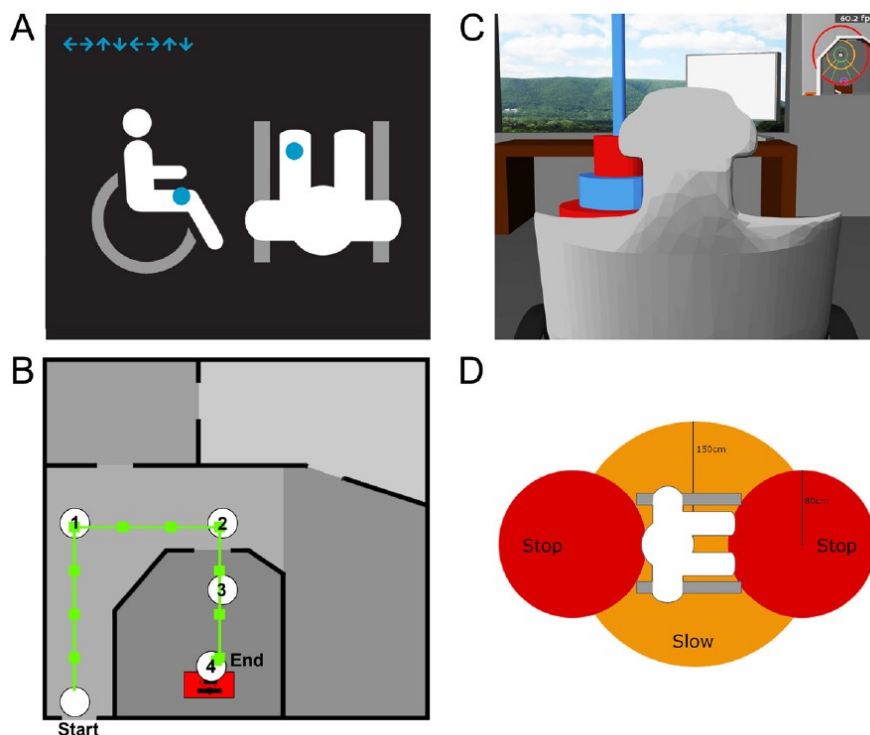 A
←→↑↓←→↑↓
B
1
2
3
4
End
Start
C
60.2 fp
D
150cm
80cm
Stop
Stop
Slow